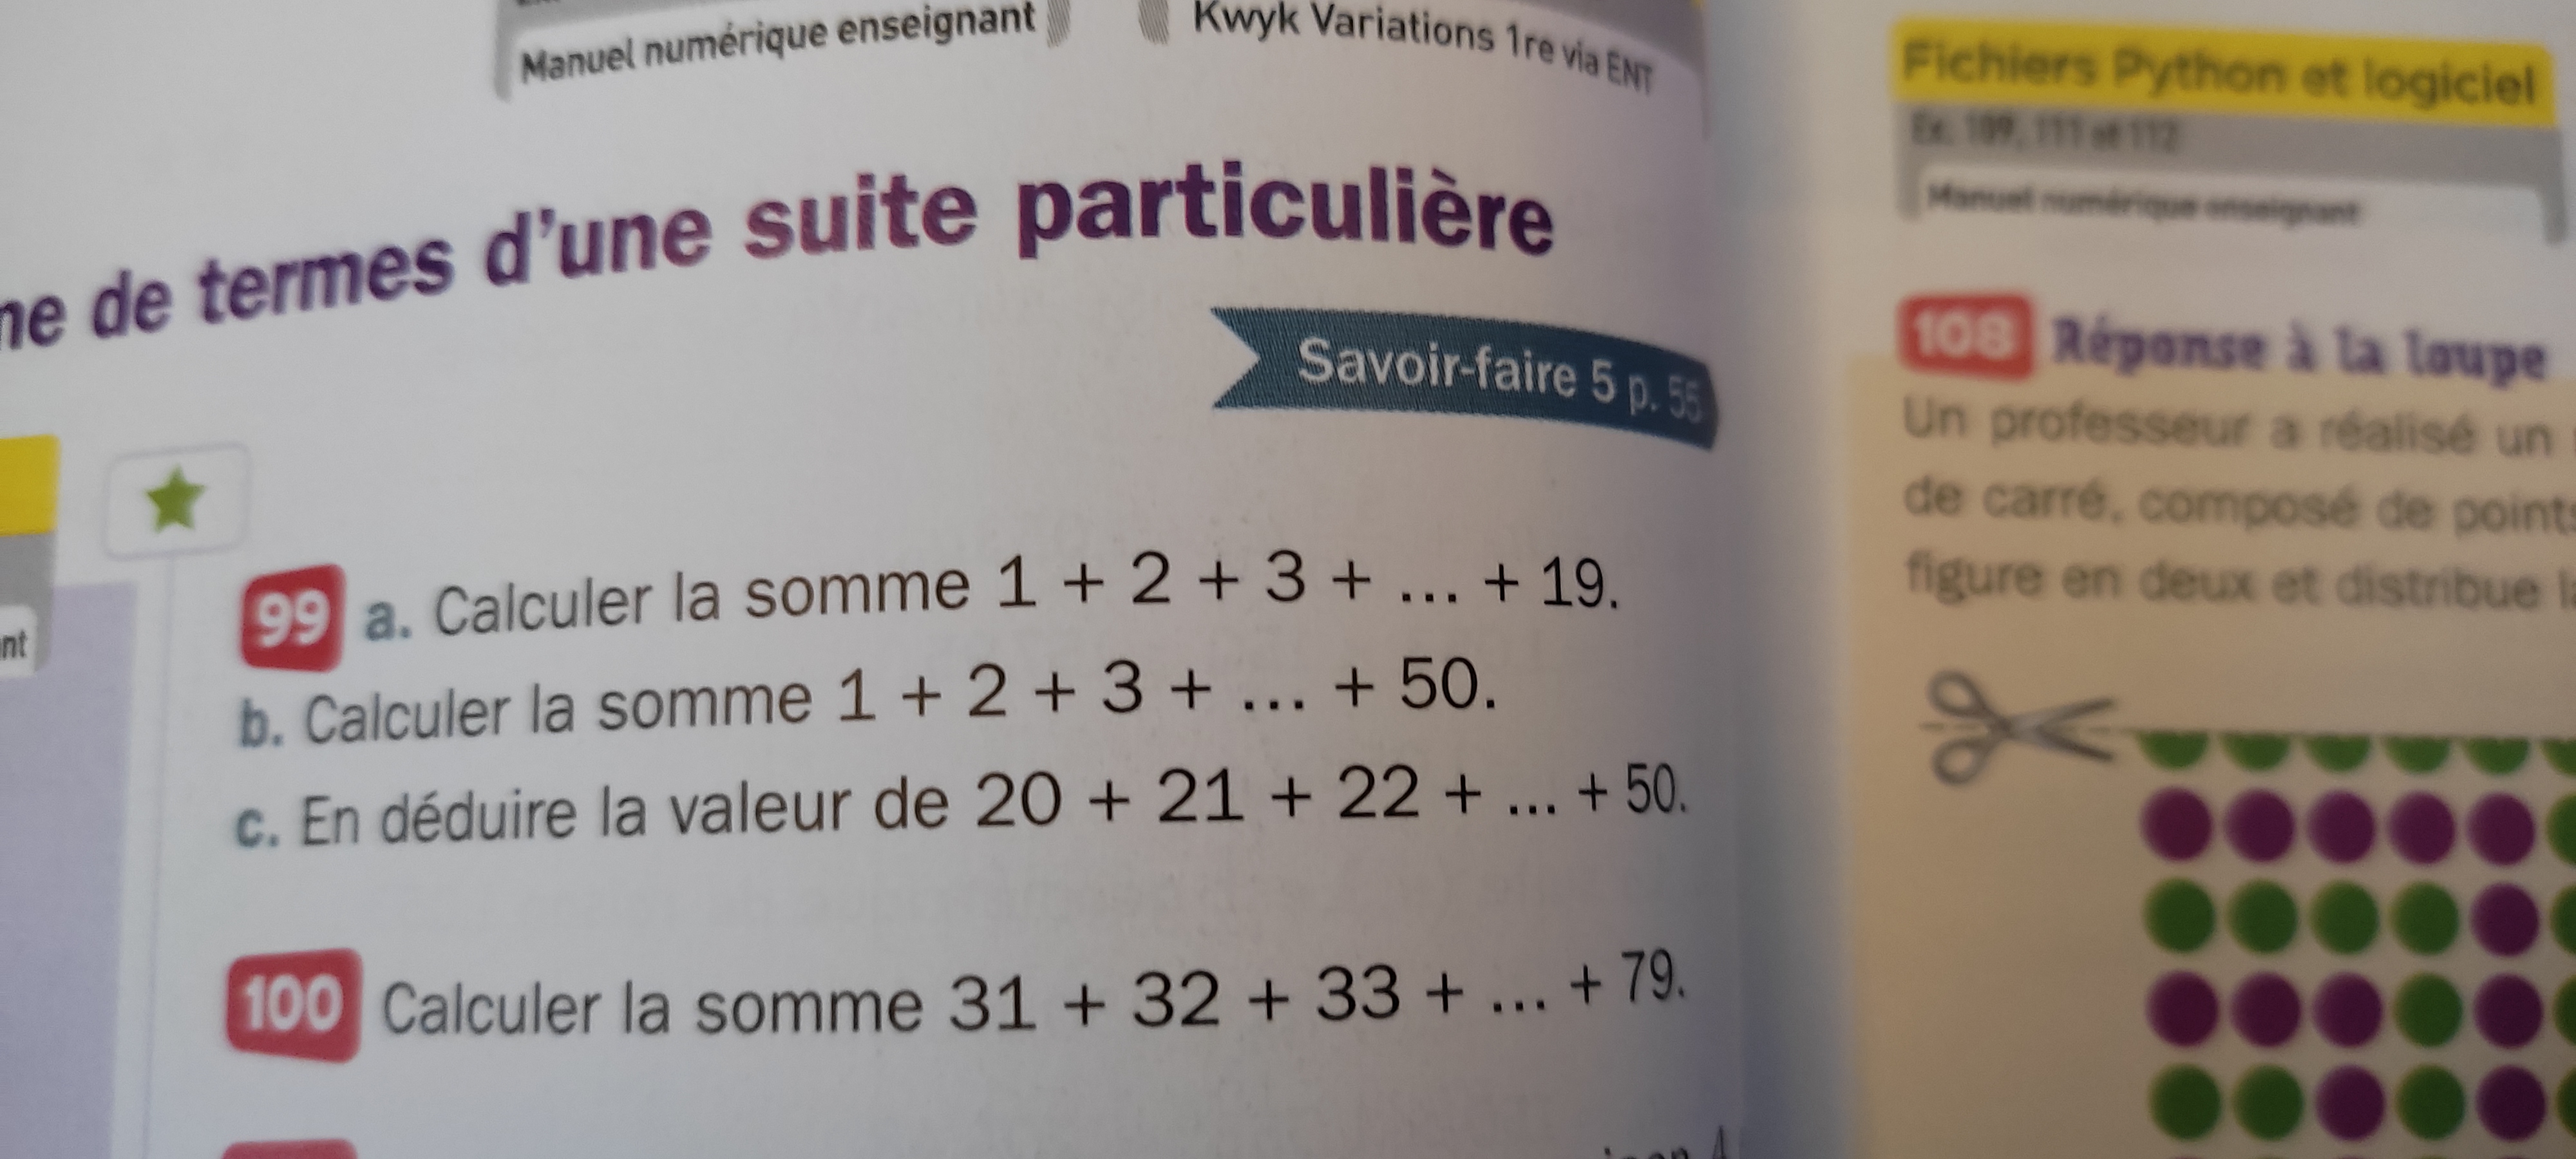 Manuel numérique enseignant
Kwyk Variations 1re via ENT
de termes d'une suite particulière
Savoir-faire 5 p. 55
99 a. Calculer la somme 1 + 2 + 3 + ... + 19.
b. Calculer la somme 1 + 2 + 3 + ... + 50.
c. En déduire la valeur de 20 + 21 + 22 + ... + 50.
100 Calculer la somme 31 + 32 + 33 + ... + 79.
nt
Fichiers Python et logiciel
Ex. 109, 111 et 112
Manuel numérique enseignant
108 Réponse à la loupe
Un professeur a réalisé un
de carré, composé de point
figure en deux et distribue